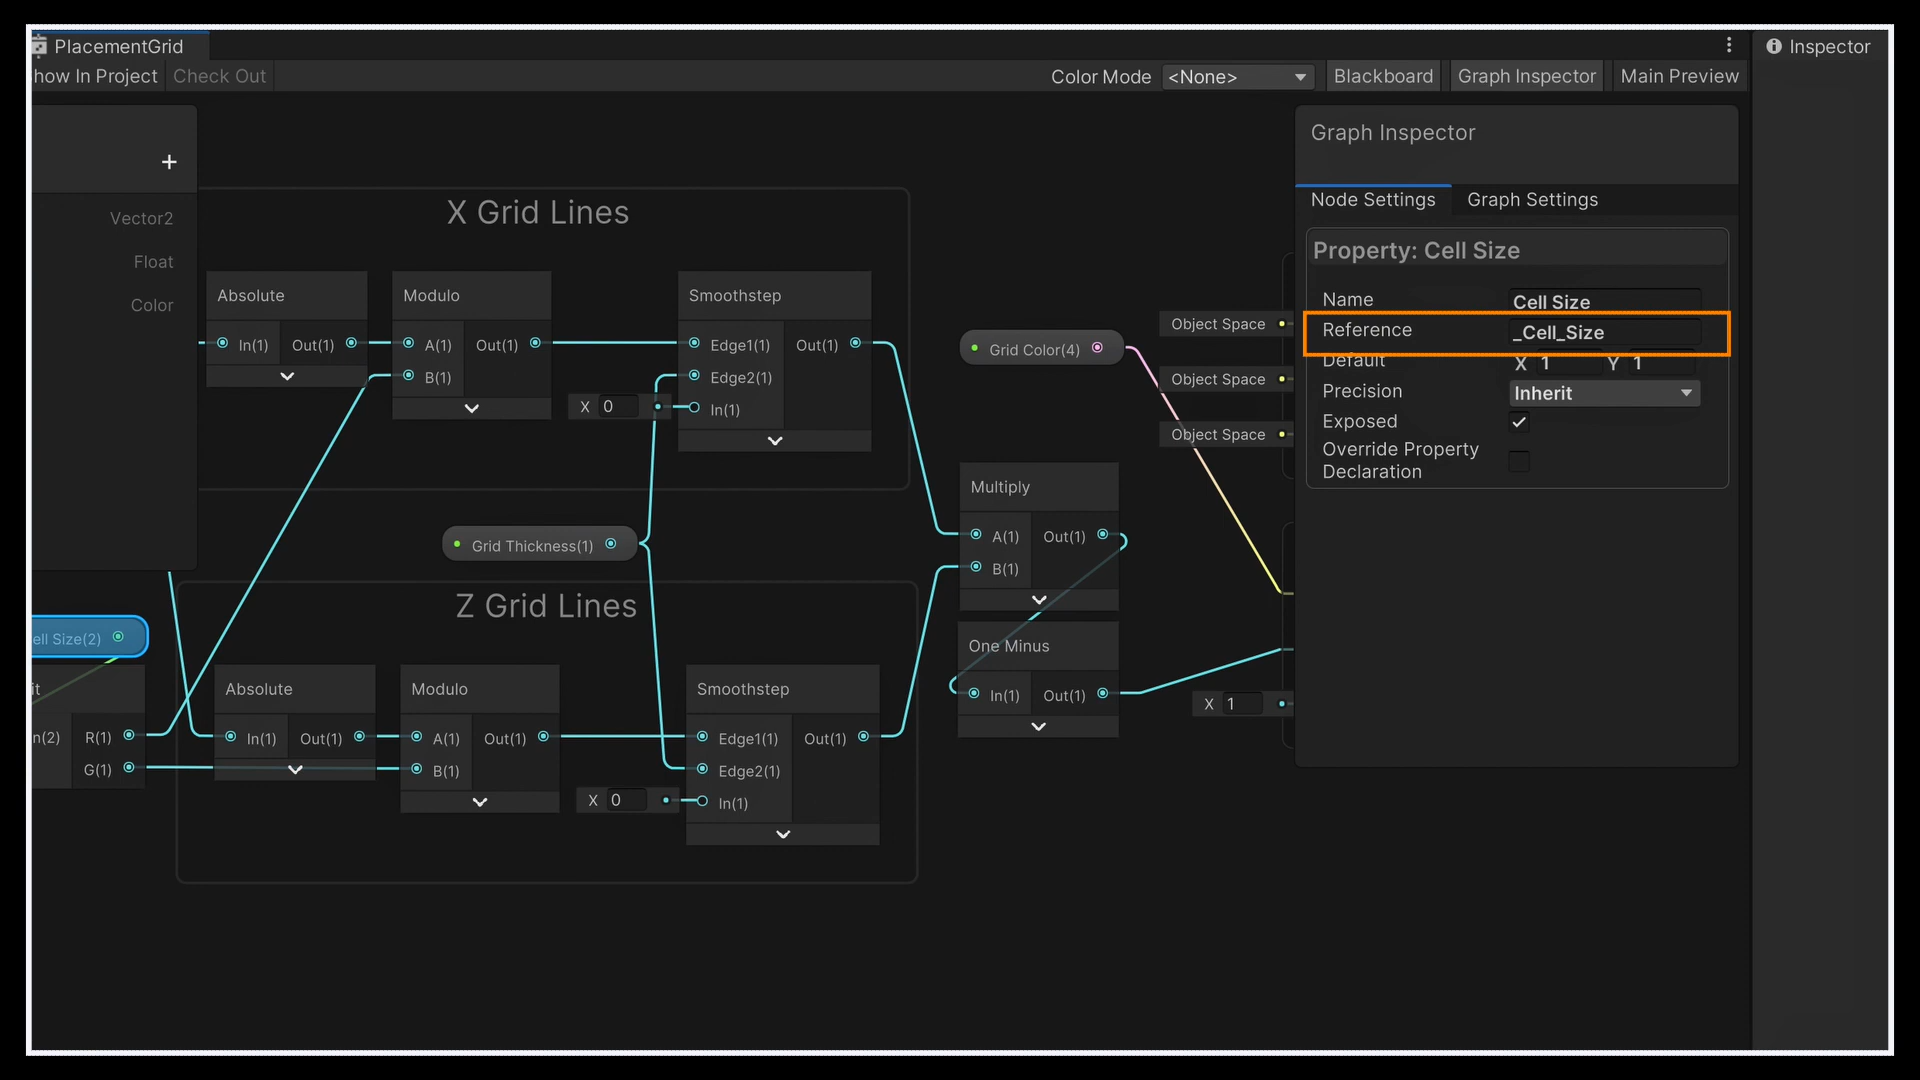 PlacementGrid
Inspector
how In Project
Check Out
Color Mode
<None>
Blackboard
Graph Inspector
Main Preview
+
Vector2
Float
Color
X Grid Lines
Absolute
In(1)
Out(1)
Modulo
A(1)
Out(1)
B(1)
X 0
Smoothstep
Edge1(1)
Out(1)
Edge2(1)
In(1)
Grid Thickness(1)
Grid Color(4)
Object Space
Object Space
Object Space
Multiply
A(1)
Out(1)
B(1)
One Minus
In(1)
Out(1)
X 1
Z Grid Lines
ell Size(2)
it
n(2)
R(1)
G(1)
Absolute
In(1)
Out(1)
Modulo
A(1)
Out(1)
B(1)
X 0
Smoothstep
Edge1(1)
Out(1)
Edge2(1)
In(1)
Graph Inspector
Node Settings
Graph Settings
Property: Cell Size
Name Cell Size
Reference _Cell_Size
Default X 1 Y 1
Precision Inherit
Exposed
Override Property
Declaration